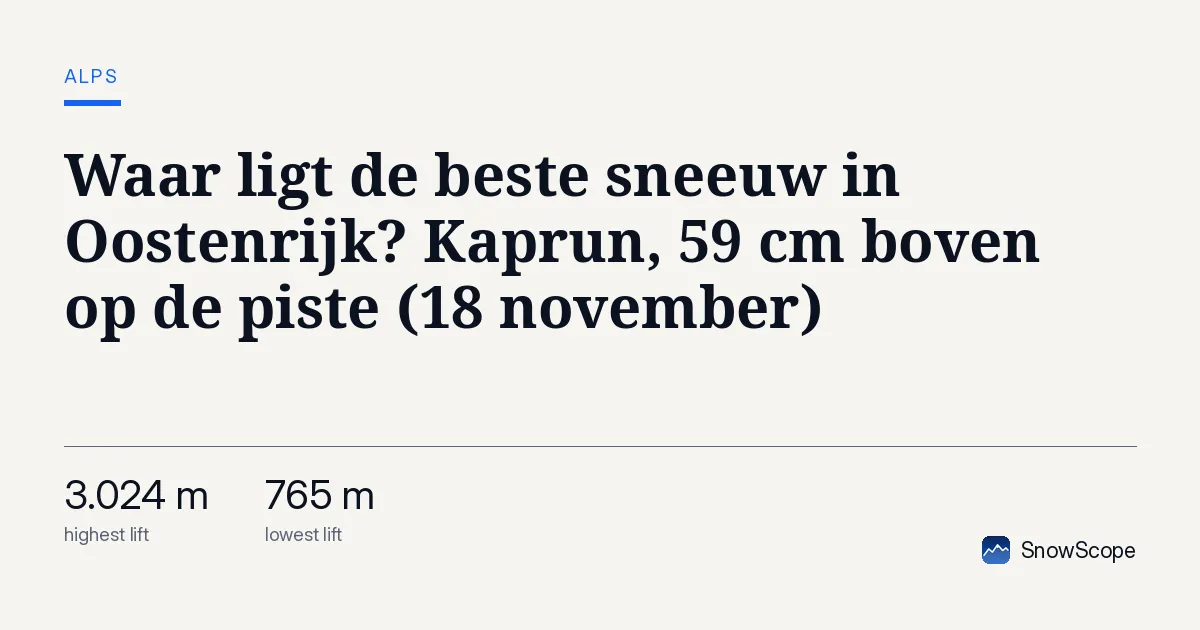 ALPS
Waar ligt de beste sneeuw in
Oostenrijk? Kaprun, 59 cm boven
op de piste (18 november)
3.024 m
highest lift
765 m
lowest lift
SnowScope